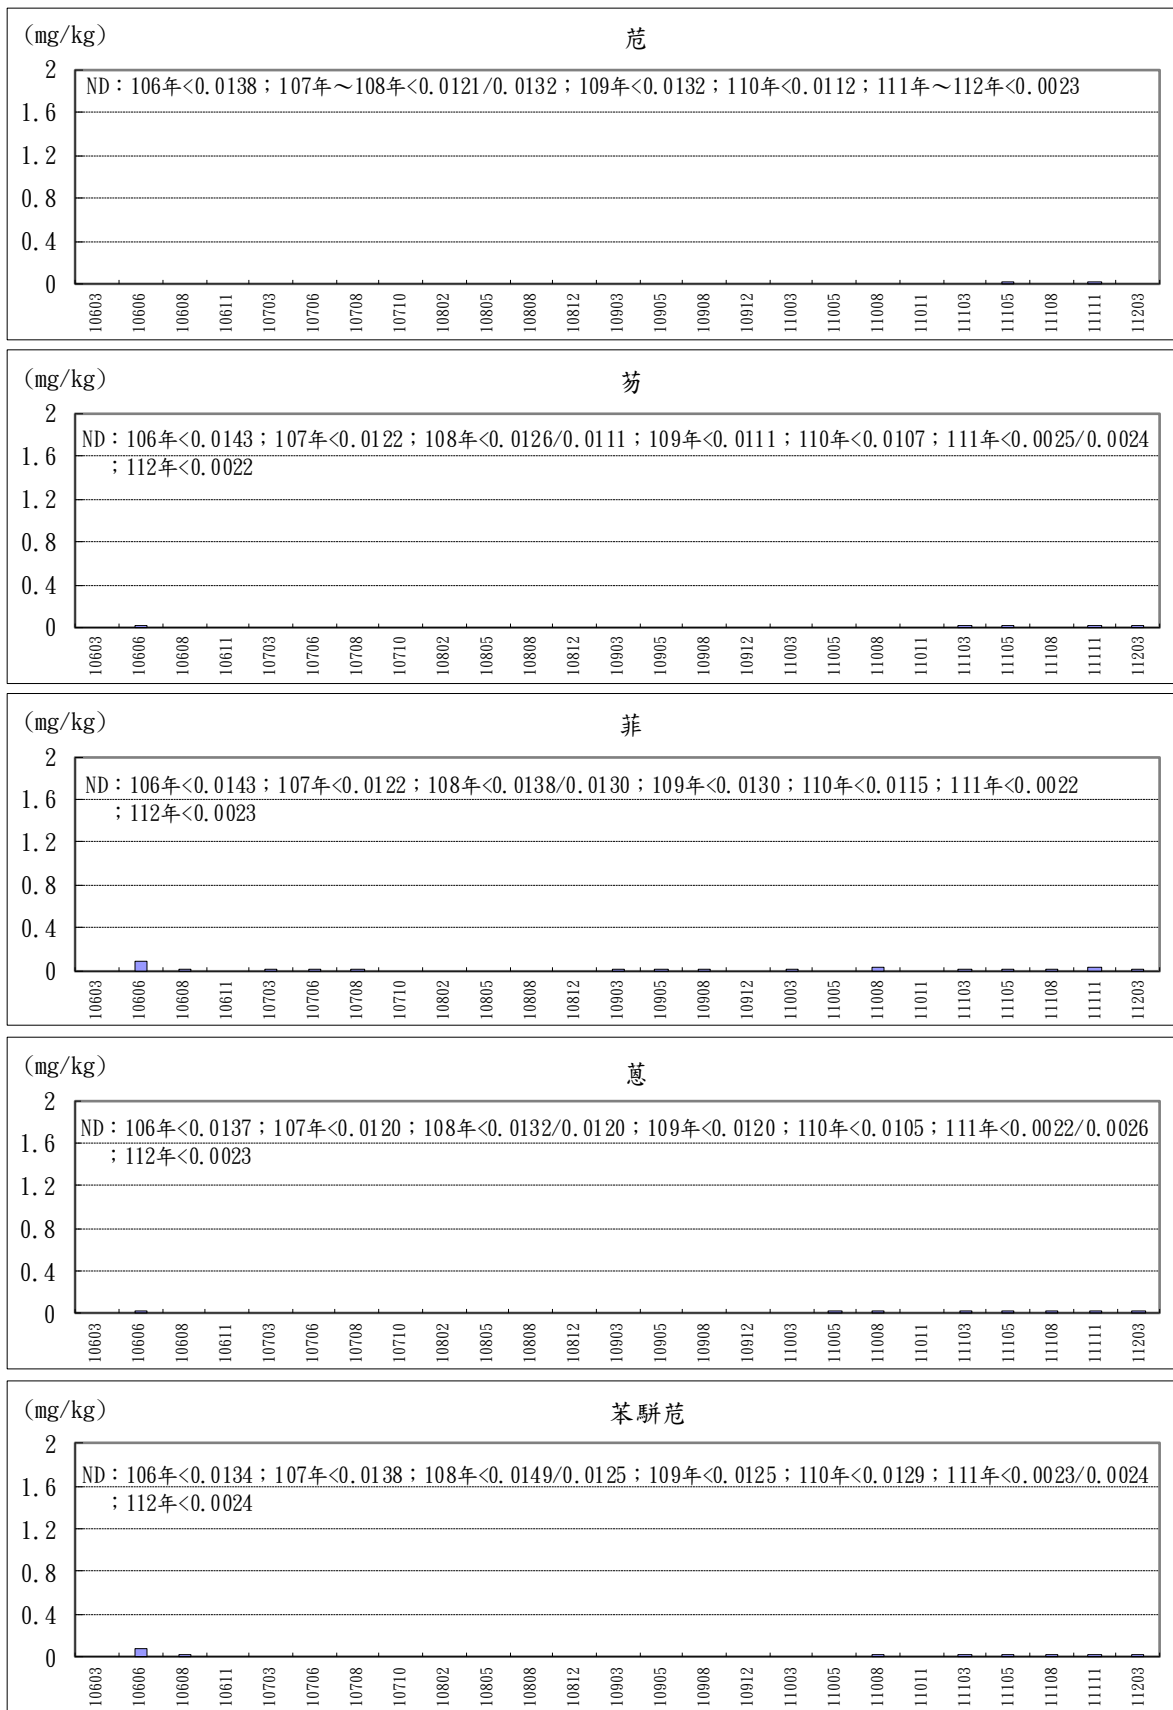 (mg/kg)
苊
2
ND：106年<0.0138；107年～108年<0.0121/0.0132；109年<0.0132；110年<0.0112；111年～112年<0.0023
1.6
1.2
0.8
0.4
0
10603 10606 10608 10611 10703 10706 10708 10710 10802 10805 10808 10812 10903 10905 10908 10912 11003 11005 11008 11011 11103 11105 11108 11111 11203
(mg/kg)
芴
2
ND：106年<0.0143；107年<0.0122；108年<0.0126/0.0111；109年<0.0111；110年<0.0107；111年<0.0025/0.0024
1.6
；112年<0.0022
1.2
0.8
0.4
0
10603 10606 10608 10611 10703 10706 10708 10710 10802 10805 10808 10812 10903 10905 10908 10912 11003 11005 11008 11011 11103 11105 11108 11111 11203
(mg/kg)
菲
2
ND：106年<0.0143；107年<0.0122；108年<0.0138/0.0130；109年<0.0130；110年<0.0115；111年<0.0022
1.6
；112年<0.0023
1.2
0.8
0.4
0
10603 10606 10608 10611 10703 10706 10708 10710 10802 10805 10808 10812 10903 10905 10908 10912 11003 11005 11008 11011 11103 11105 11108 11111 11203
(mg/kg)
蒽
2
ND：106年<0.0137；107年<0.0120；108年<0.0132/0.0120；109年<0.0120；110年<0.0105；111年<0.0022/0.0026
1.6
；112年<0.0023
1.2
0.8
0.4
0
10603 10606 10608 10611 10703 10706 10708 10710 10802 10805 10808 10812 10903 10905 10908 10912 11003 11005 11008 11011 11103 11105 11108 11111 11203
(mg/kg)
苯駢苊
2
ND：106年<0.0134；107年<0.0138；108年<0.0149/0.0125；109年<0.0125；110年<0.0129；111年<0.0023/0.0024
1.6
；112年<0.0024
1.2
0.8
0.4
0
10603 10606 10608 10611 10703 10706 10708 10710 10802 10805 10808 10812 10903 10905 10908 10912 11003 11005 11008 11011 11103 11105 11108 11111 11203